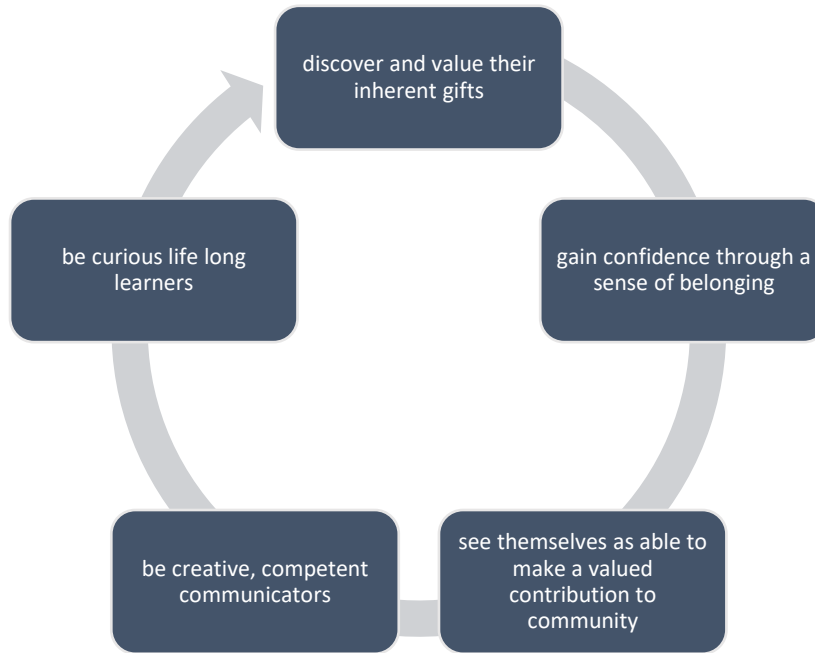 discover and value their
inherent gifts
gain confidence through a
sense of belonging
see themselves as able to
make a valued
contribution to
community
be creative, competent
communicators
be curious life long
learners